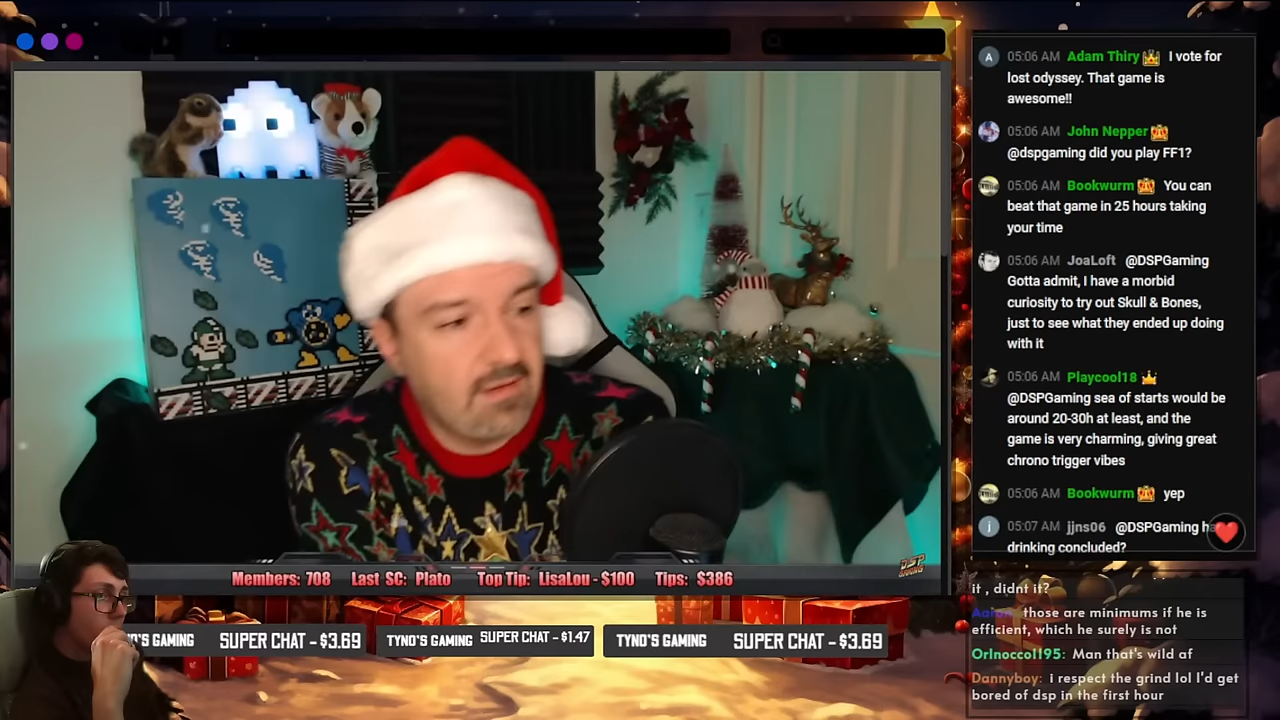 A 05:06 AM Adam Thiry I vote for
lost odyssey. That game is
awesome!!
05:06 AM John Nepper
@dspgaming did you play FF1?
05:06 AM Bookwurm You can
beat that game in 25 hours taking
your time
05:06 AM JoaLoft @DSPGaming
Gotta admit, I have a morbid
curiosity to try out Skull & Bones,
just to see what they ended up doing
with it
05:06 AM Playcool18
@DSPGaming sea of starts would be
around 20-30h at least, and the
game is very charming, giving great
chrono trigger vibes
05:06 AM Bookwurm yep
j 05:07 AM jjns06 @DSPGaming ha
drinking concluded?
DSP
GAMING
Members: 708 Last SC: Plato Top Tip: LisaLou - $100 Tips: $386
NO'S GAMING SUPER CHAT - $3.69
TYNO'S GAMING SUPER CHAT - $1.47
TYNO'S GAMING SUPER CHAT - $3.69
it , didnt it?
those are minimums if he is
efficient, which he surely is not
Orlnocco1195: Man that's wild af
Dannyboy: i respect the grind lol I'd get
bored of dsp in the first hour